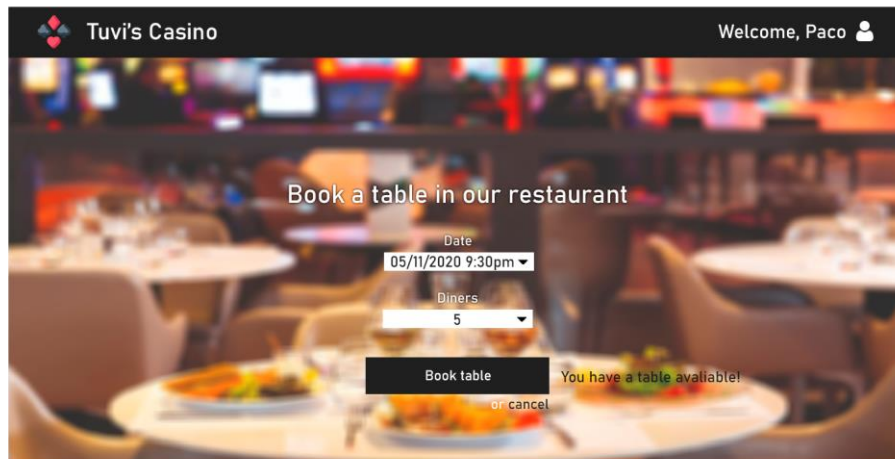 Tuvi's Casino
Welcome, Paco
Book a table in our restaurant
Date
05/11/2020 9:30pm
Diners
5
Book table
You have a table avaliable!
or cancel